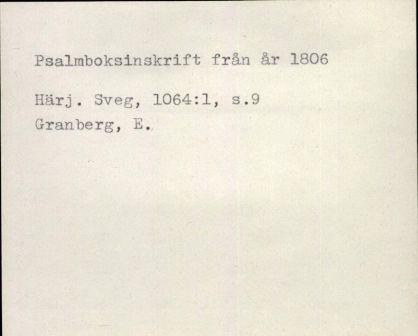 Psalmboksinskrift från år 1806
Härj. Sveg, 1064:1, s.9
Granberg, E.